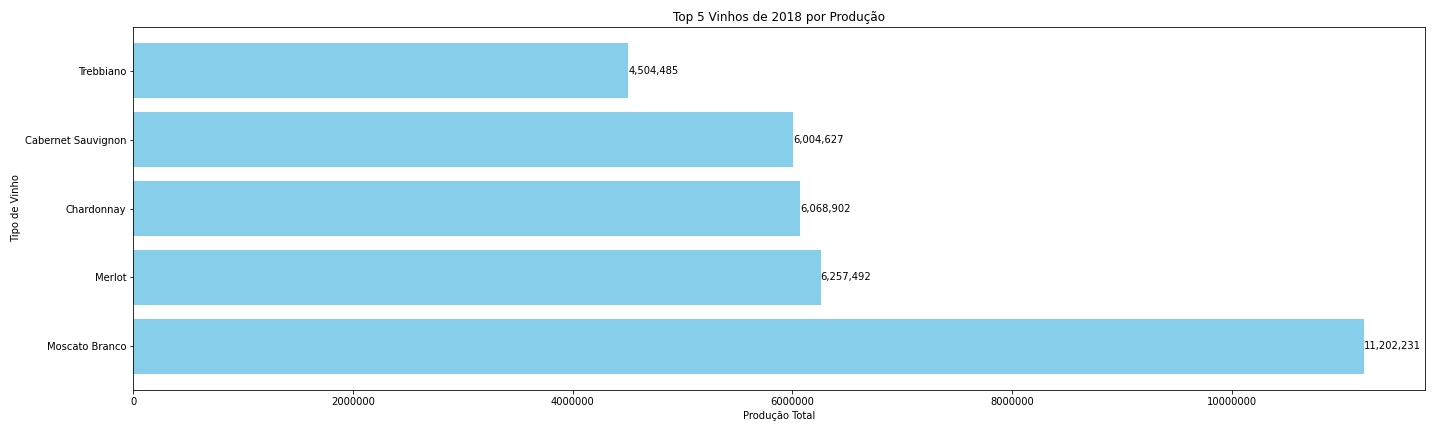 Top 5 Vinhos de 2018 por Produção
Tipo de Vinho
Trebbiano 4,504,485
Cabernet Sauvignon 6,004,627
Chardonnay 6,068,902
Merlot 6,257,492
Moscato Branco 11,202,231
0 2000000 4000000 6000000 8000000 10000000
Produção Total